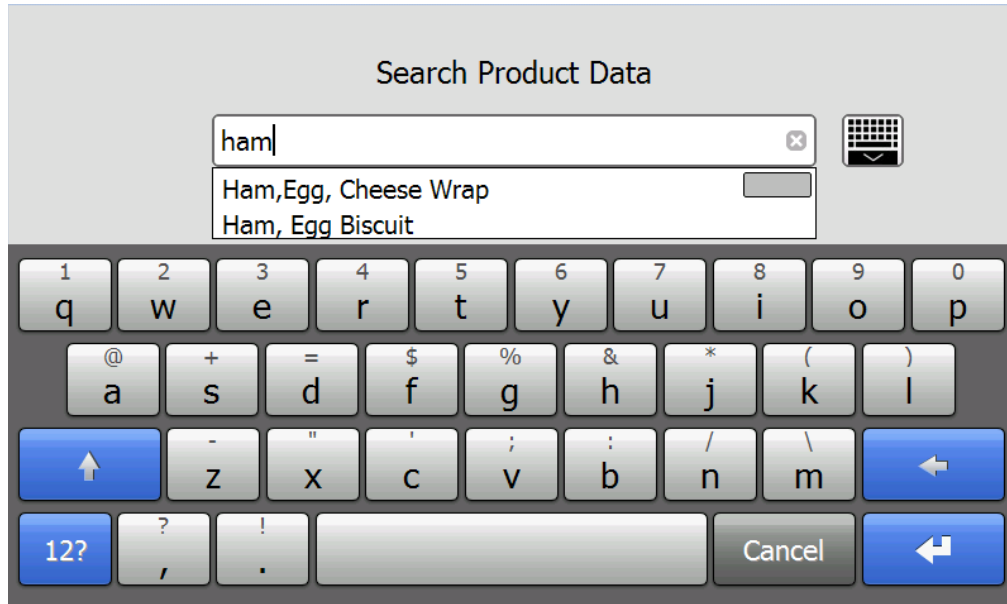 Search Product Data
ham
Ham,Egg, Cheese Wrap
Ham, Egg Biscuit
1 2 3 4 5 6 7 8 9 0
q w e r t y u i o p
@ + = $ % & * ( )
a s d f g h j k l
- " ' ; : / \
z x c v b n m
? !
12? , . Cancel